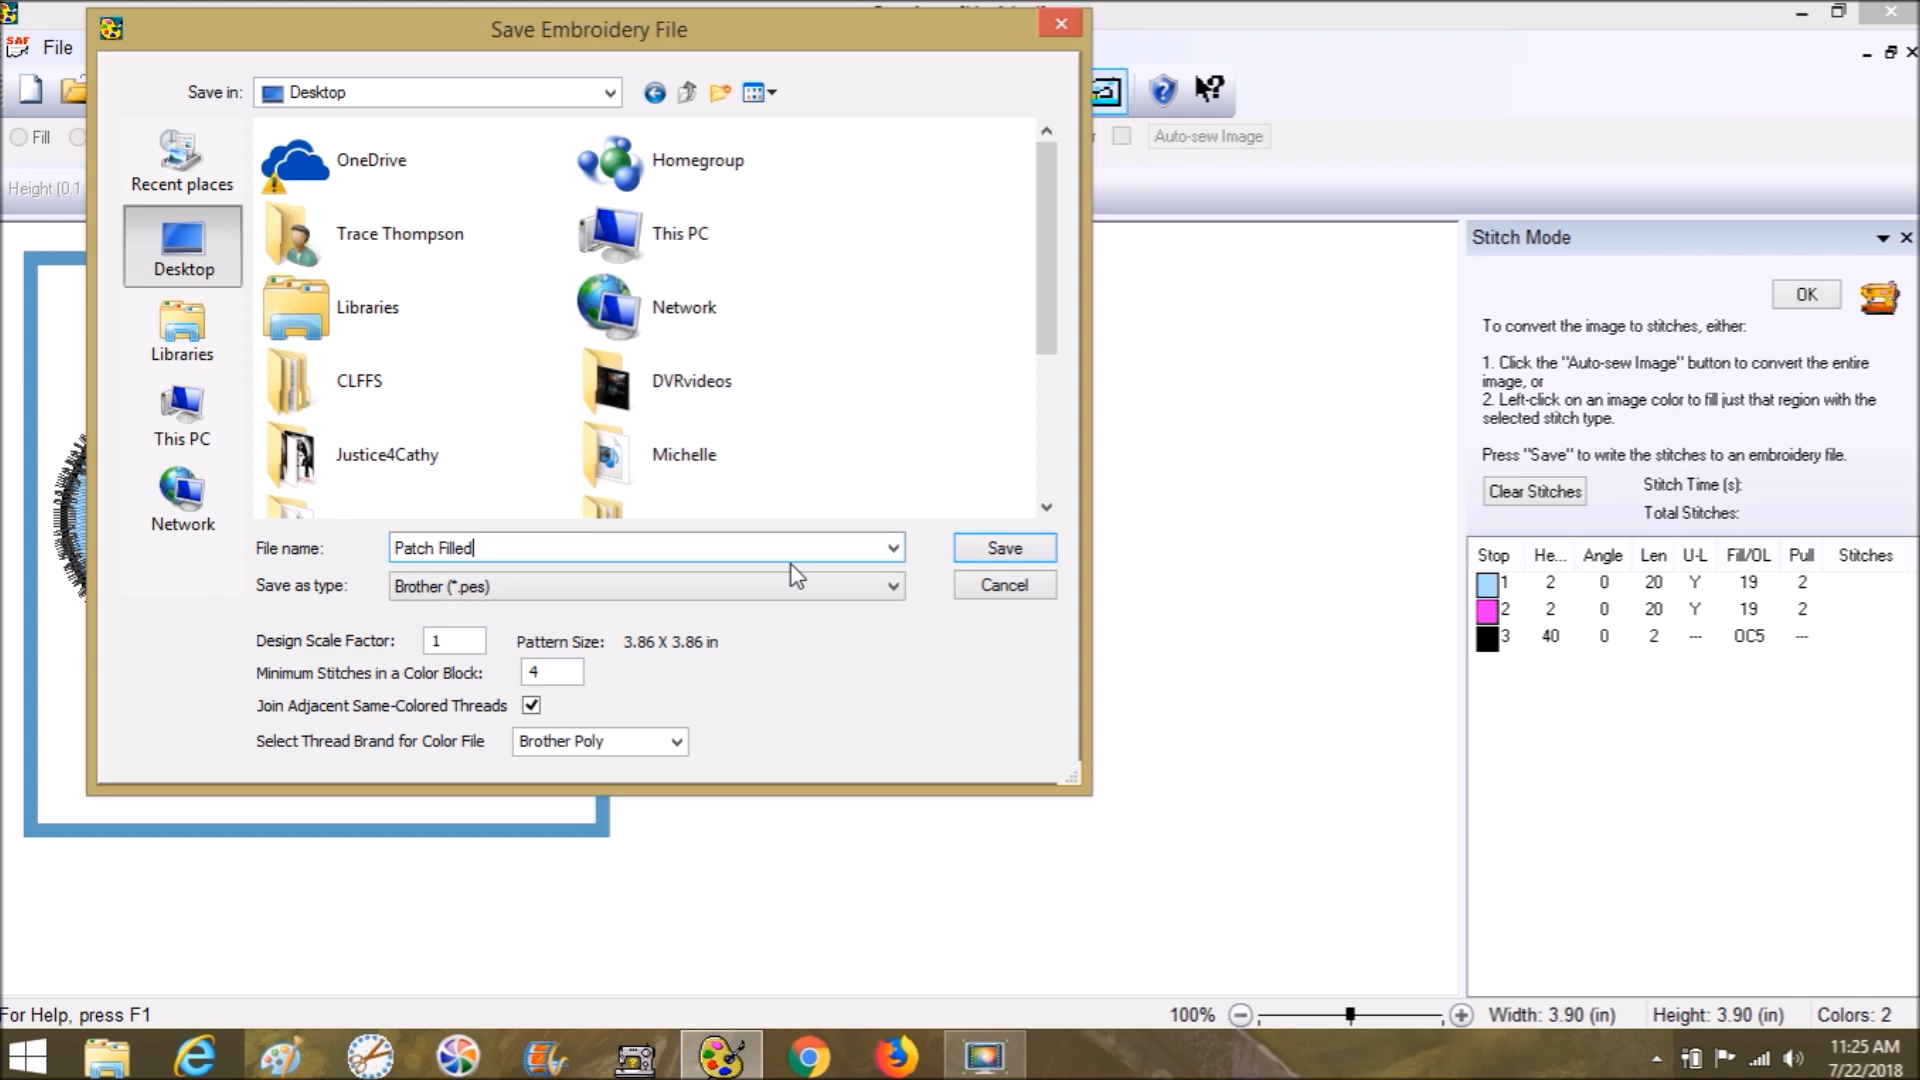 Save Embroidery File
SAF
File
Save in:
Desktop
Fill
Auto-sew Image
Height (0.1
Recent places
Desktop
Libraries
This PC
Network
OneDrive
Homegroup
Trace Thompson
This PC
Libraries
Network
CLFFS
DVRvideos
Justice4Cathy
Michelle
File name:
Patch Filled
Save
Save as type:
Brother (*.pes)
Cancel
Design Scale Factor:
1
Pattern Size:
3.86 X 3.86 in
Minimum Stitches in a Color Block:
4
Join Adjacent Same-Colored Threads
Select Thread Brand for Color File
Brother Poly
Stitch Mode
OK
To convert the image to stitches, either:
1. Click the "Auto-sew Image" button to convert the entire
image, or
2. Left-click on an image color to fill just that region with the
selected stitch type.
Press "Save" to write the stitches to an embroidery file.
Clear Stitches
Stitch Time (s):
Total Stitches:
Stop He... Angle Len U-L Fill/OL Pull Stitches
1 2 0 20 Y 19 2
2 2 0 20 Y 19 2
3 40 0 2 --- OC5 ---
For Help, press F1
100%
Width: 3.90 (in)
Height: 3.90 (in)
Colors: 2
11:25 AM
7/22/2018